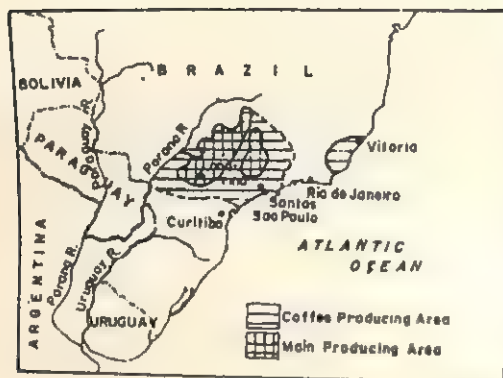 BRAZIL
BOLIVIA
Paraguay R.
PARAGUAY
Parana R.
Vitoria
Rio de Janeiro
Santos
Sao Paulo
Curitiba
ATLANTIC
OCEAN
ARGENTINA
Parana R.
Uruguay R.
URUGUAY
Coffee Producing Area
Main Producing Area